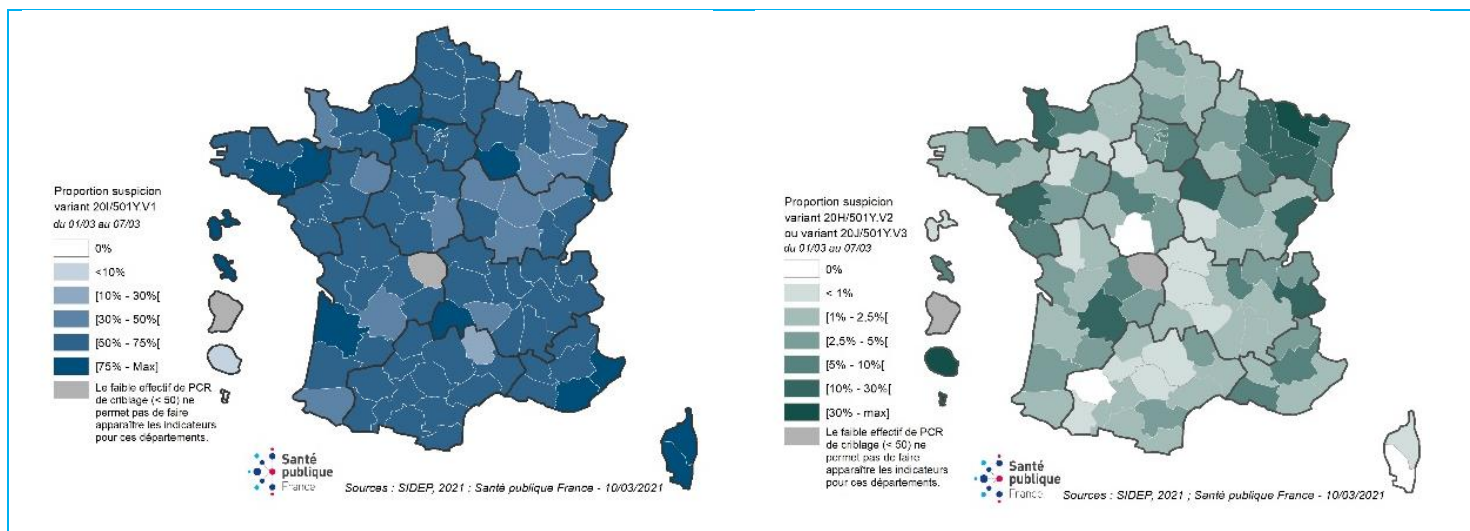 Proportion suspicion
variant 20I/501Y.V1
du 01/03 au 07/03
0%
<10%
[10% - 30%[
[30% - 50%[
[50% - 75%[
[75% - Max]
Le faible effectif de PCR
de criblage (< 50) ne
permet pas de faire
apparaître les indicateurs
pour ces départements.
Santé
publique
France
Sources : SIDEP, 2021 ; Santé publique France - 10/03/2021
Proportion suspicion
variant 20H/501Y.V2
ou variant 20J/501Y.V3
du 01/03 au 07/03
0%
< 1%
[1% - 2,5%[
[2,5% - 5%[
[5% - 10%[
[10% - 30%[
[30% - max]
Le faible effectif de PCR
de criblage (< 50) ne
permet pas de faire
apparaître les indicateurs
pour ces départements.
Santé
publique
France
Sources : SIDEP, 2021 ; Santé publique France - 10/03/2021